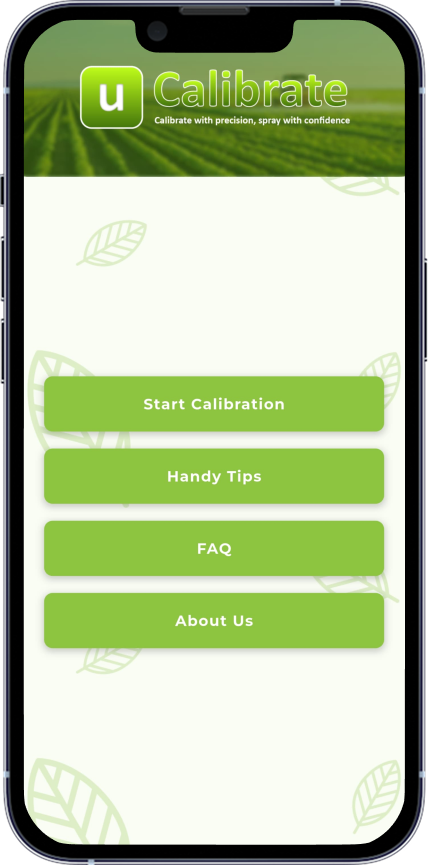 u Calibrate
Calibrate with precision, spray with confidence
Start Calibration
Handy Tips
FAQ
About Us